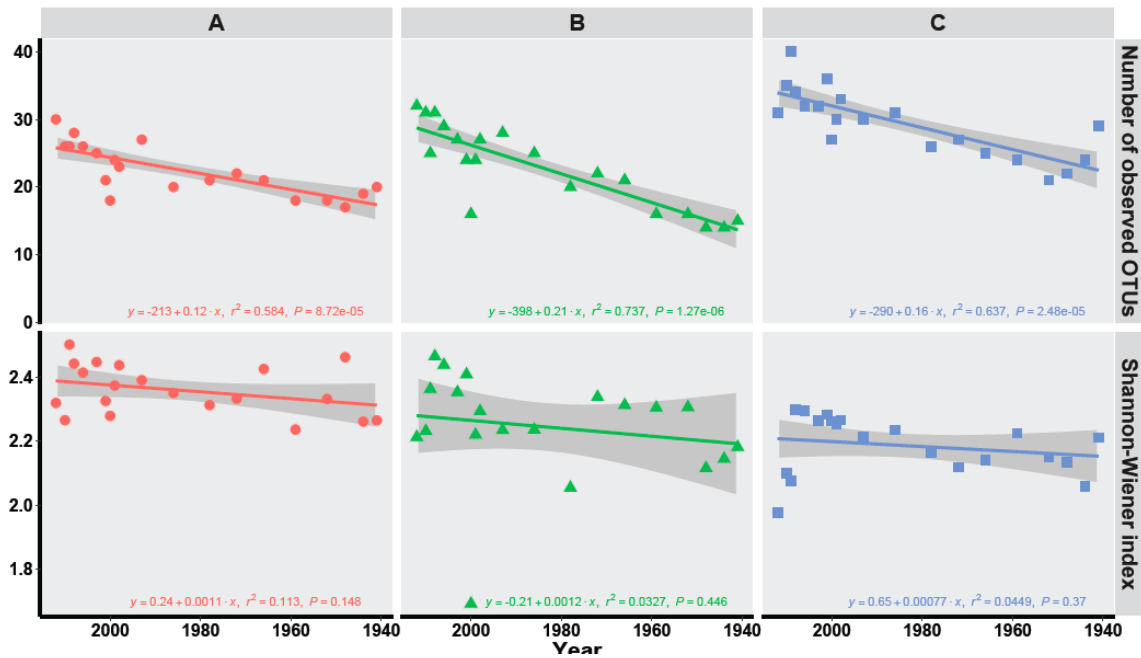 A B C
40
30
20
10
0
y = -213 + 0.12 · x, r² = 0.584, P = 8.72e-05
y = -398 + 0.21 · x, r² = 0.737, P = 1.27e-06
y = -290 + 0.16 · x, r² = 0.637, P = 2.48e-05
Number of observed OTUs
2.4
2.2
2.0
1.8
y = 0.24 + 0.0011 · x, r² = 0.113, P = 0.148
y = -0.21 + 0.0012 · x, r² = 0.0327, P = 0.446
y = 0.65 + 0.00077 · x, r² = 0.0449, P = 0.37
Shannon-Wiener index
2000 1980 1960 1940 2000 1980 1960 1940 2000 1980 1960 1940
Year